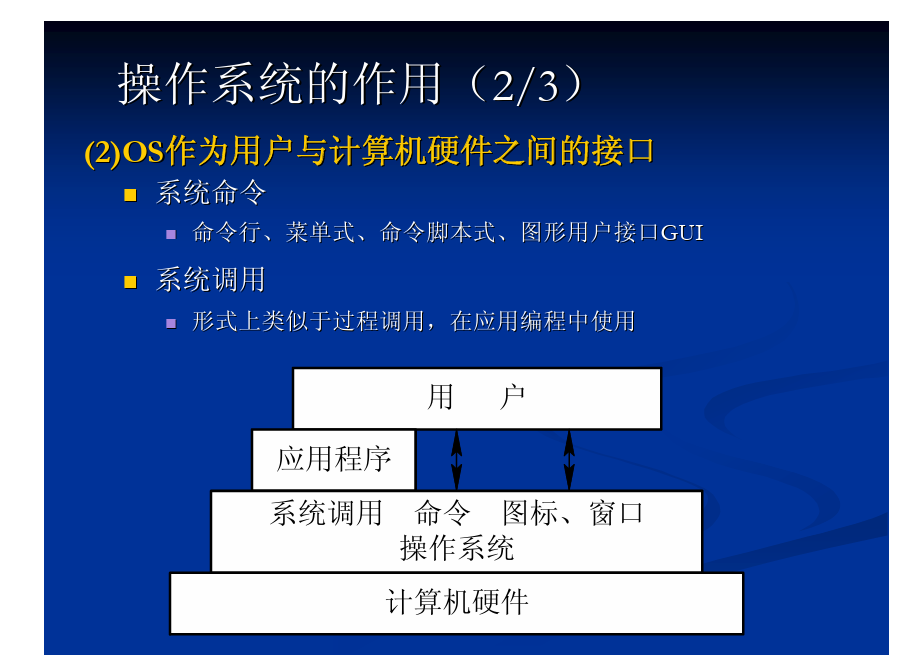 操作系统的作用（2/3）
(2)OS作为用户与计算机硬件之间的接口
系统命令
命令行、菜单式、命令脚本式、图形用户接口GUI
系统调用
形式上类似于过程调用，在应用编程中使用
用 户
应用程序
系统调用 命令 图标、窗口
操作系统
计算机硬件